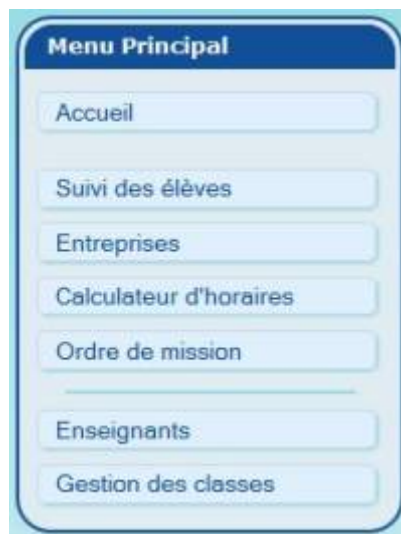 Menu Principal
Accueil
Suivi des élèves
Entreprises
Calculateur d'horaires
Ordre de mission
Enseignants
Gestion des classes